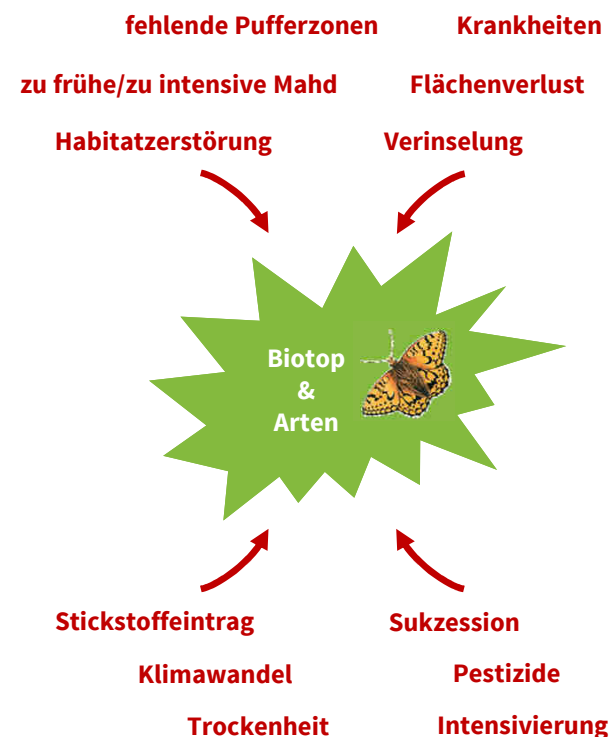 fehlende Pufferzonen Krankheiten
zu frühe/zu intensive Mahd Flächenverlust
Habitatzerstörung Verinselung
Biotop
&
Arten
Stickstoffeintrag Sukzession
Klimawandel Pestizide
Trockenheit Intensivierung